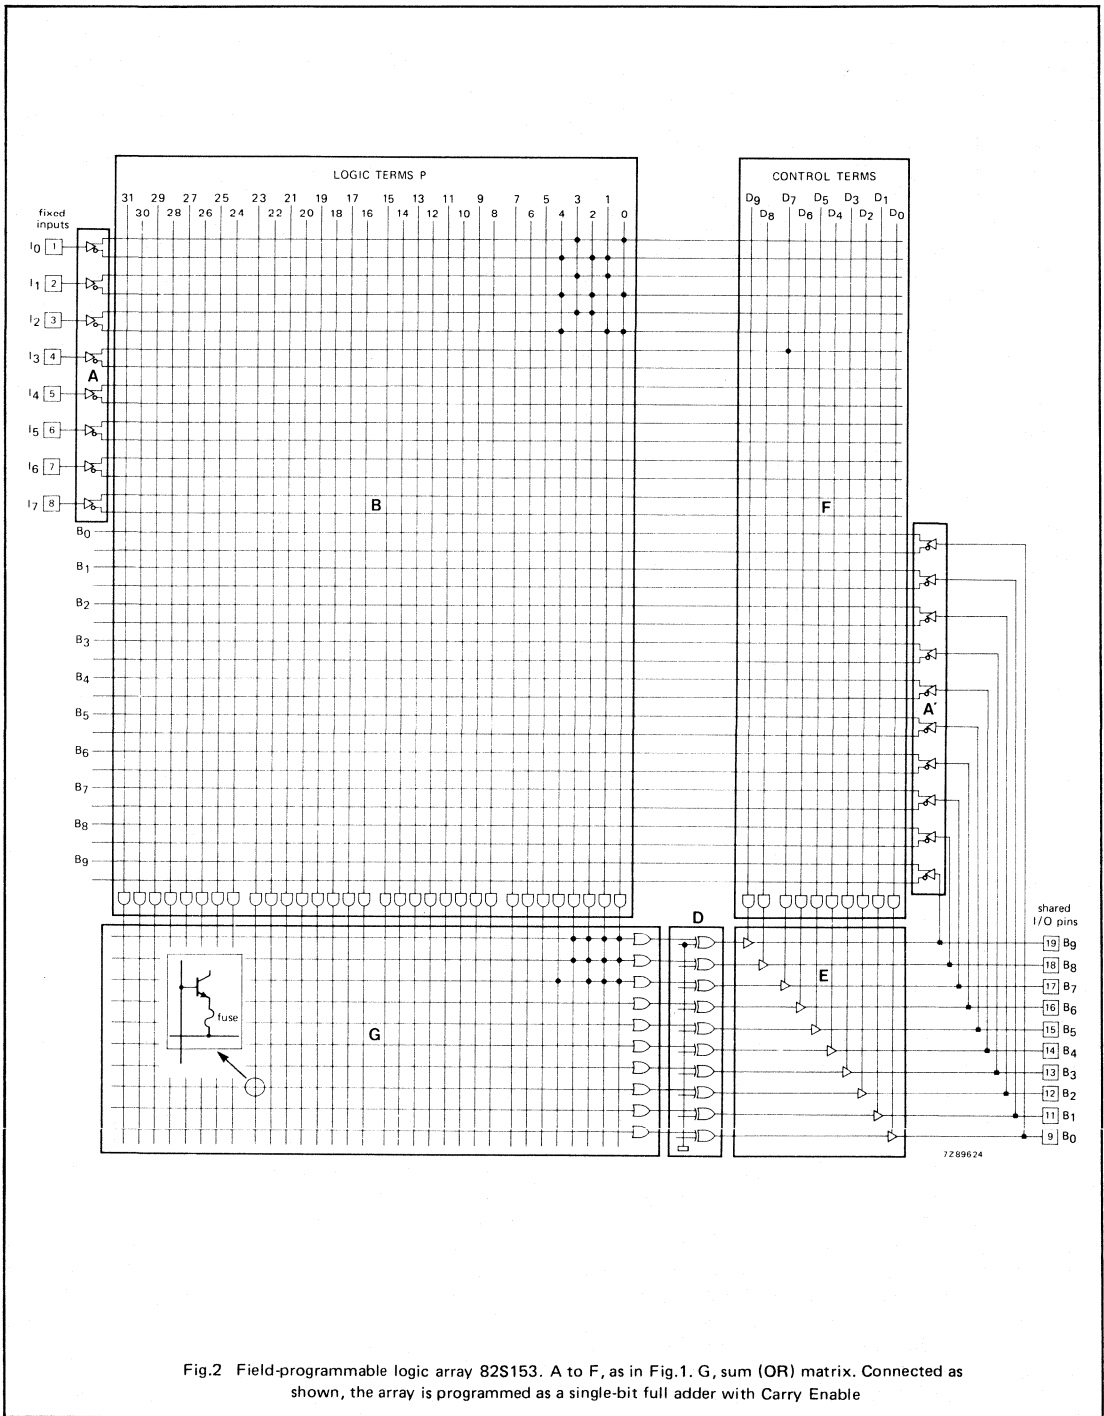 LOGIC TERMS P
CONTROL TERMS
31 29 27 25 23 21 19 17 15 13 11 9 7 5 3 1
30 28 26 24 22 20 18 16 14 12 10 8 6 4 2 0
D9 D7 D5 D3 D1
D8 D6 D4 D2 D0
fixed
inputs
I0 1
I1 2
I2 3
I3 4
A
I4 5
I5 6
I6 7
I7 8
B
F
B0
B1
B2
B3
B4
A′
B5
B6
B7
B8
B9
shared
I/O pins
D
19 B9
18 B8
E
17 B7
16 B6
fuse
15 B5
G
14 B4
13 B3
12 B2
11 B1
9 B0
7Z89624
Fig.2 Field-programmable logic array 82S153. A to F, as in Fig.1. G, sum (OR) matrix. Connected as
shown, the array is programmed as a single-bit full adder with Carry Enable